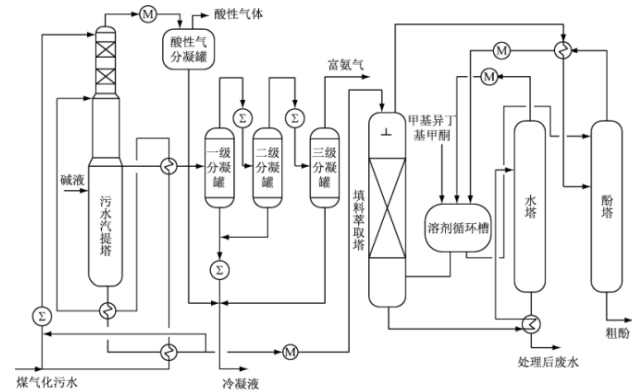 M
酸性气体
酸性气
分凝罐
富氨气
M
M
Σ
Σ
甲基异丁
基甲酮
一级
分凝
罐
二级
分凝
罐
三级
分凝
罐
碱液
污水汽提塔
填料萃取塔
溶剂循环槽
水塔
酚塔
Σ
Σ
M
粗酚
处理后废水
煤气化污水
冷凝液